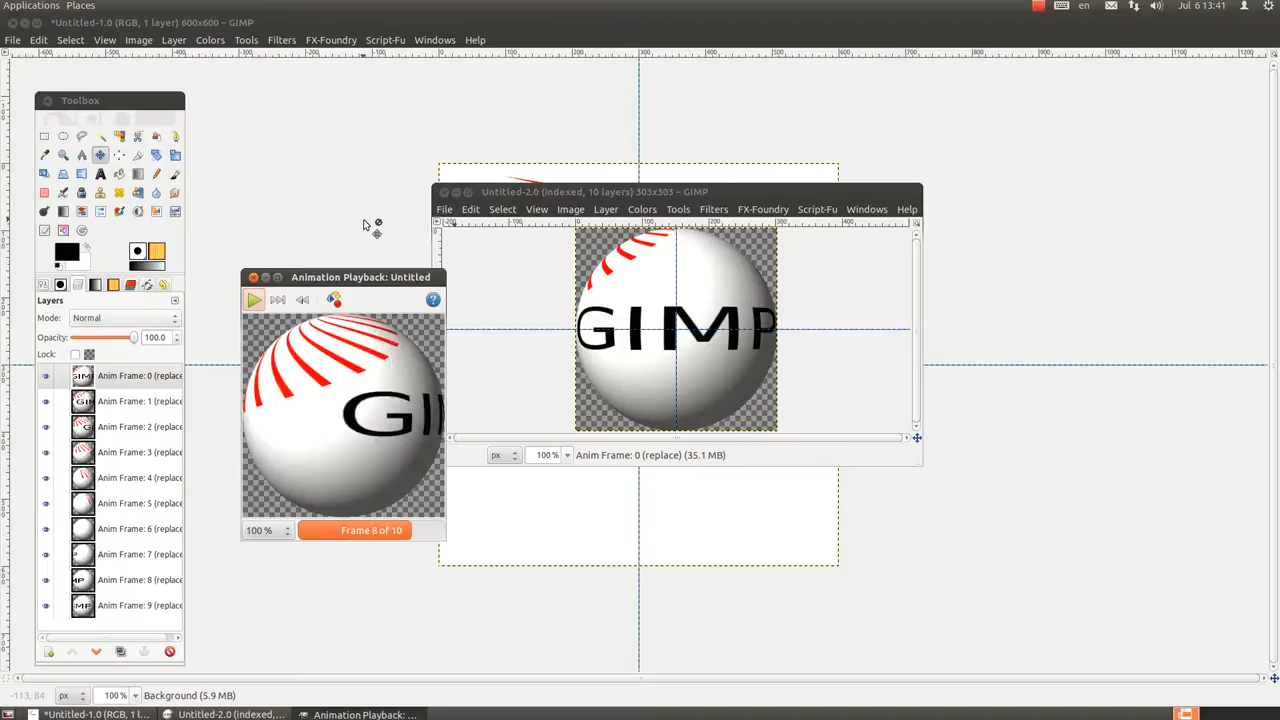 Applications Places
en
Jul 6 13:41
*Untitled-1.0 (RGB, 1 layer) 600x600 – GIMP
File Edit Select View Image Layer Colors Tools Filters FX-Foundry Script-Fu Windows Help
Toolbox
Layers
Mode: Normal
Opacity: 100.0
Lock:
Anim Frame: 0 (replace
Anim Frame: 1 (replace
Anim Frame: 2 (replace
Anim Frame: 3 (replace
Anim Frame: 4 (replace
Anim Frame: 5 (replace
Anim Frame: 6 (replace
Anim Frame: 7 (replace
Anim Frame: 8 (replace
Anim Frame: 9 (replace
Animation Playback: Untitled
GI
100 %
Frame 8 of 10
Untitled-2.0 (indexed, 10 layers) 303x303 – GIMP
File Edit Select View Image Layer Colors Tools Filters FX-Foundry Script-Fu Windows Help
GIMP
px 100% Anim Frame: 0 (replace) (35.1 MB)
-113, 84 px 100% Background (5.9 MB)
*Untitled-1.0 (RGB, 1 l... Untitled-2.0 (indexed,... Animation Playback: ...